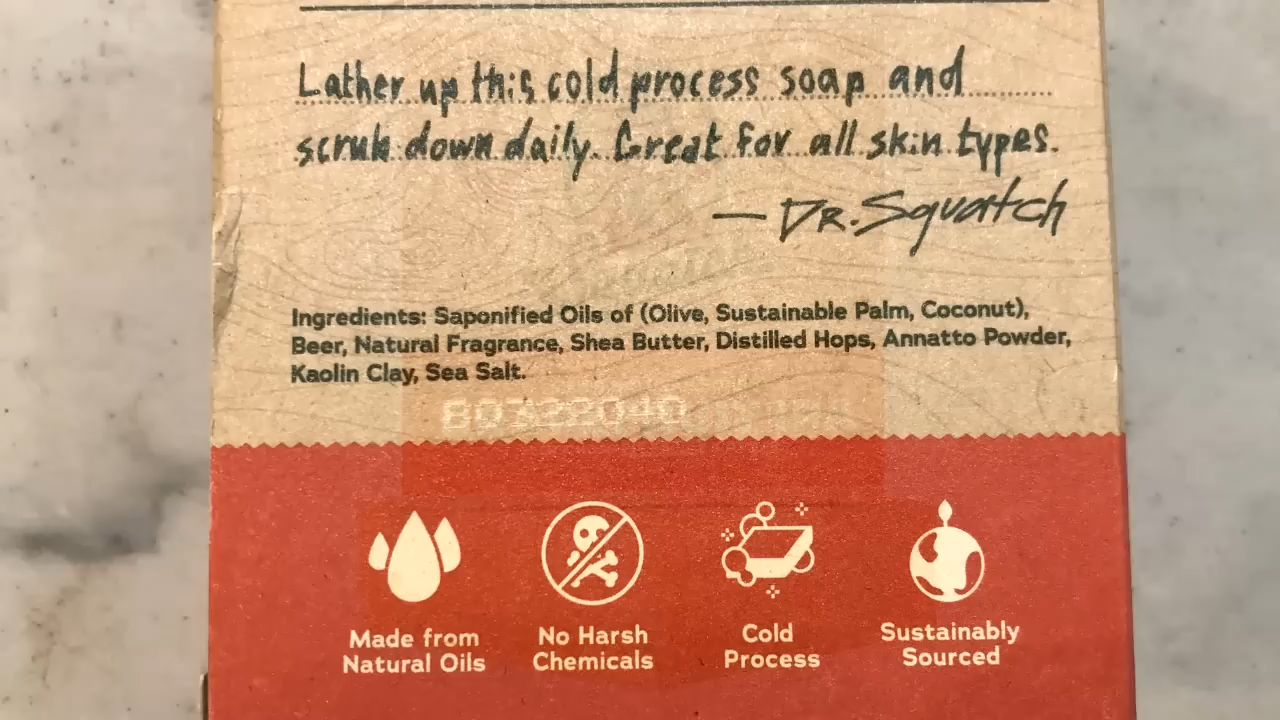 Lather up this cold process soap and
scrub down daily. Great for all skin types.
— Dr. Squatch
Ingredients: Saponified Oils of (Olive, Sustainable Palm, Coconut),
Beer, Natural Fragrance, Shea Butter, Distilled Hops, Annatto Powder,
Kaolin Clay, Sea Salt.
Made from
Natural Oils
No Harsh
Chemicals
Cold
Process
Sustainably
Sourced